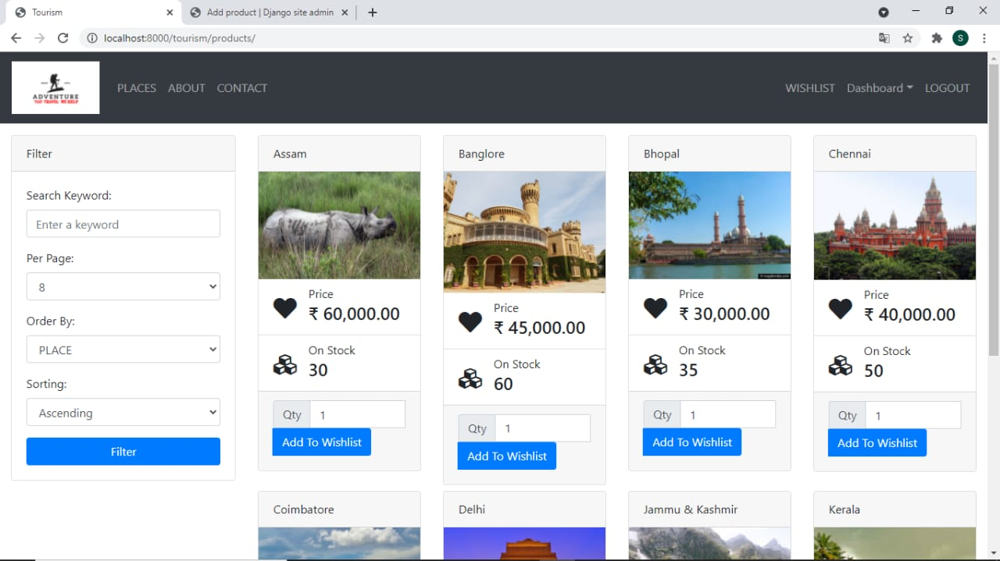 Tourism
Add product | Django site admin
localhost:8000/tourism/products/
S
ADVENTURE
YOU TRAVEL WE HELP
PLACES ABOUT CONTACT
WISHLIST Dashboard LOGOUT
Filter
Search Keyword:
Enter a keyword
Per Page:
8
Order By:
PLACE
Sorting:
Ascending
Filter
Assam
Price
₹ 60,000.00
On Stock
30
Qty 1
Add To Wishlist
Banglore
Price
₹ 45,000.00
On Stock
60
Qty 1
Add To Wishlist
Bhopal
Price
₹ 30,000.00
On Stock
35
Qty 1
Add To Wishlist
Chennai
Price
₹ 40,000.00
On Stock
50
Qty 1
Add To Wishlist
Coimbatore
Delhi
Jammu & Kashmir
Kerala